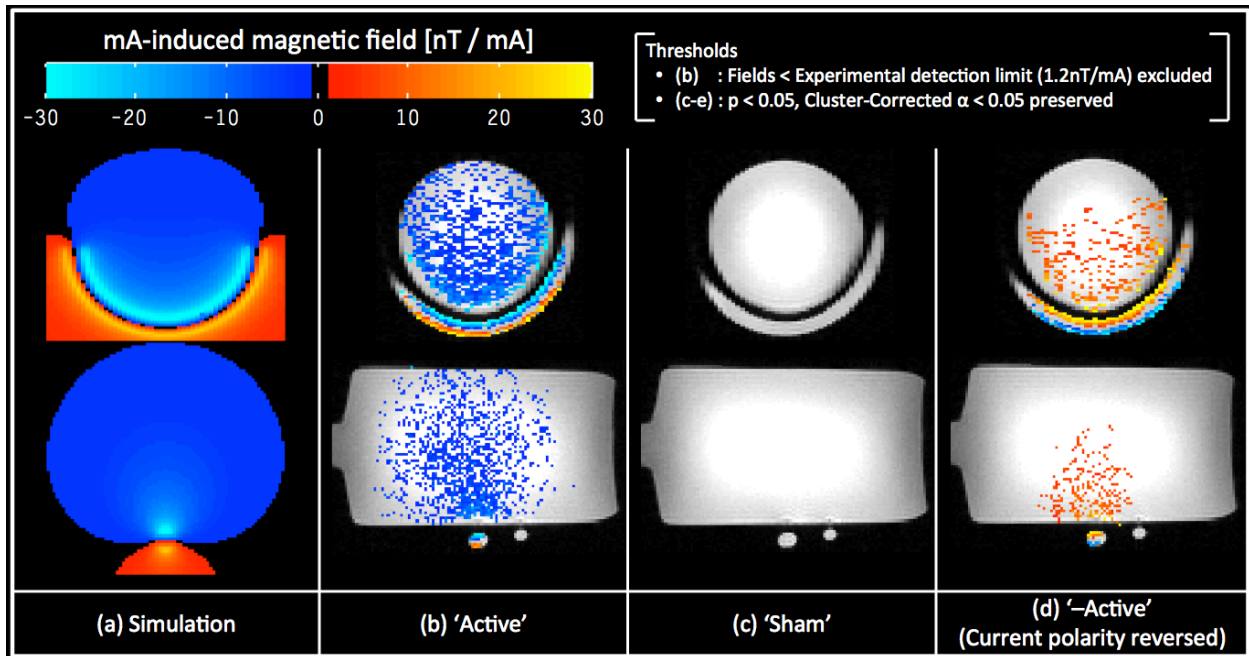 mA-induced magnetic field [nT / mA]
-30 -20 -10 0 10 20 30
Thresholds
• (b) : Fields < Experimental detection limit (1.2nT/mA) excluded
• (c-e) : p < 0.05, Cluster-Corrected α < 0.05 preserved
(a) Simulation
(b) ‘Active’
(c) ‘Sham’
(d) ‘–Active’
(Current polarity reversed)